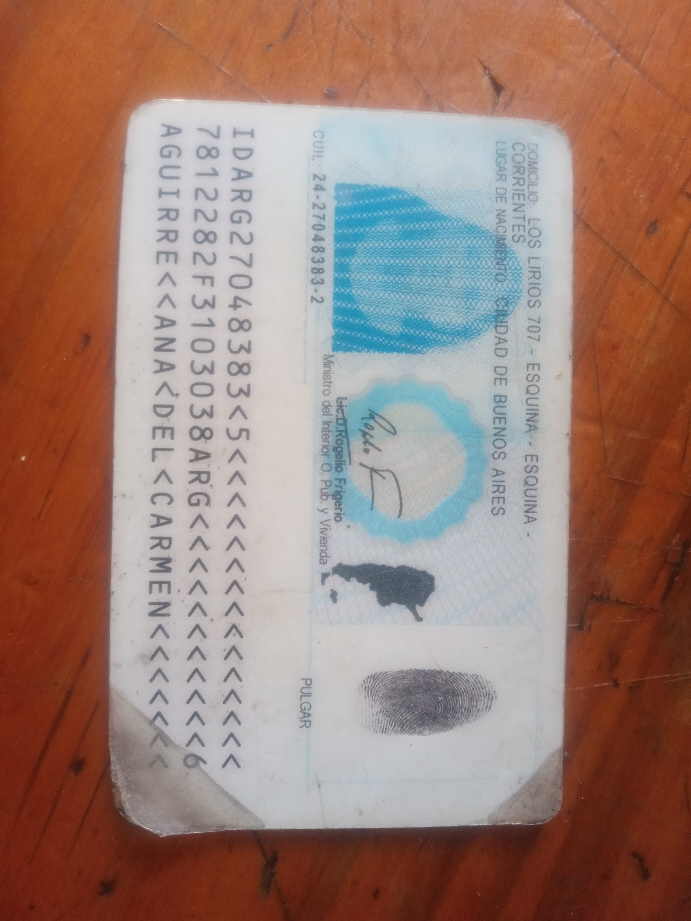 DOMICILIO: LOS LIRIOS 707 - ESQUINA - ESQUINA -
CORRIENTES
LUGAR DE NACIMIENTO: CIUDAD DE BUENOS AIRES
Lic.D.Rogelio Frigerio
Ministro del Interior O. Pub. y Vivienda
CUIL: 24-27048383-2
PULGAR
IDARG27048383<5<<<<<<<<<<<<<<<
7812282F3103038ARG<<<<<<<<<<<6
AGUIRRE<<ANA<DEL<CARMEN<<<<<<<